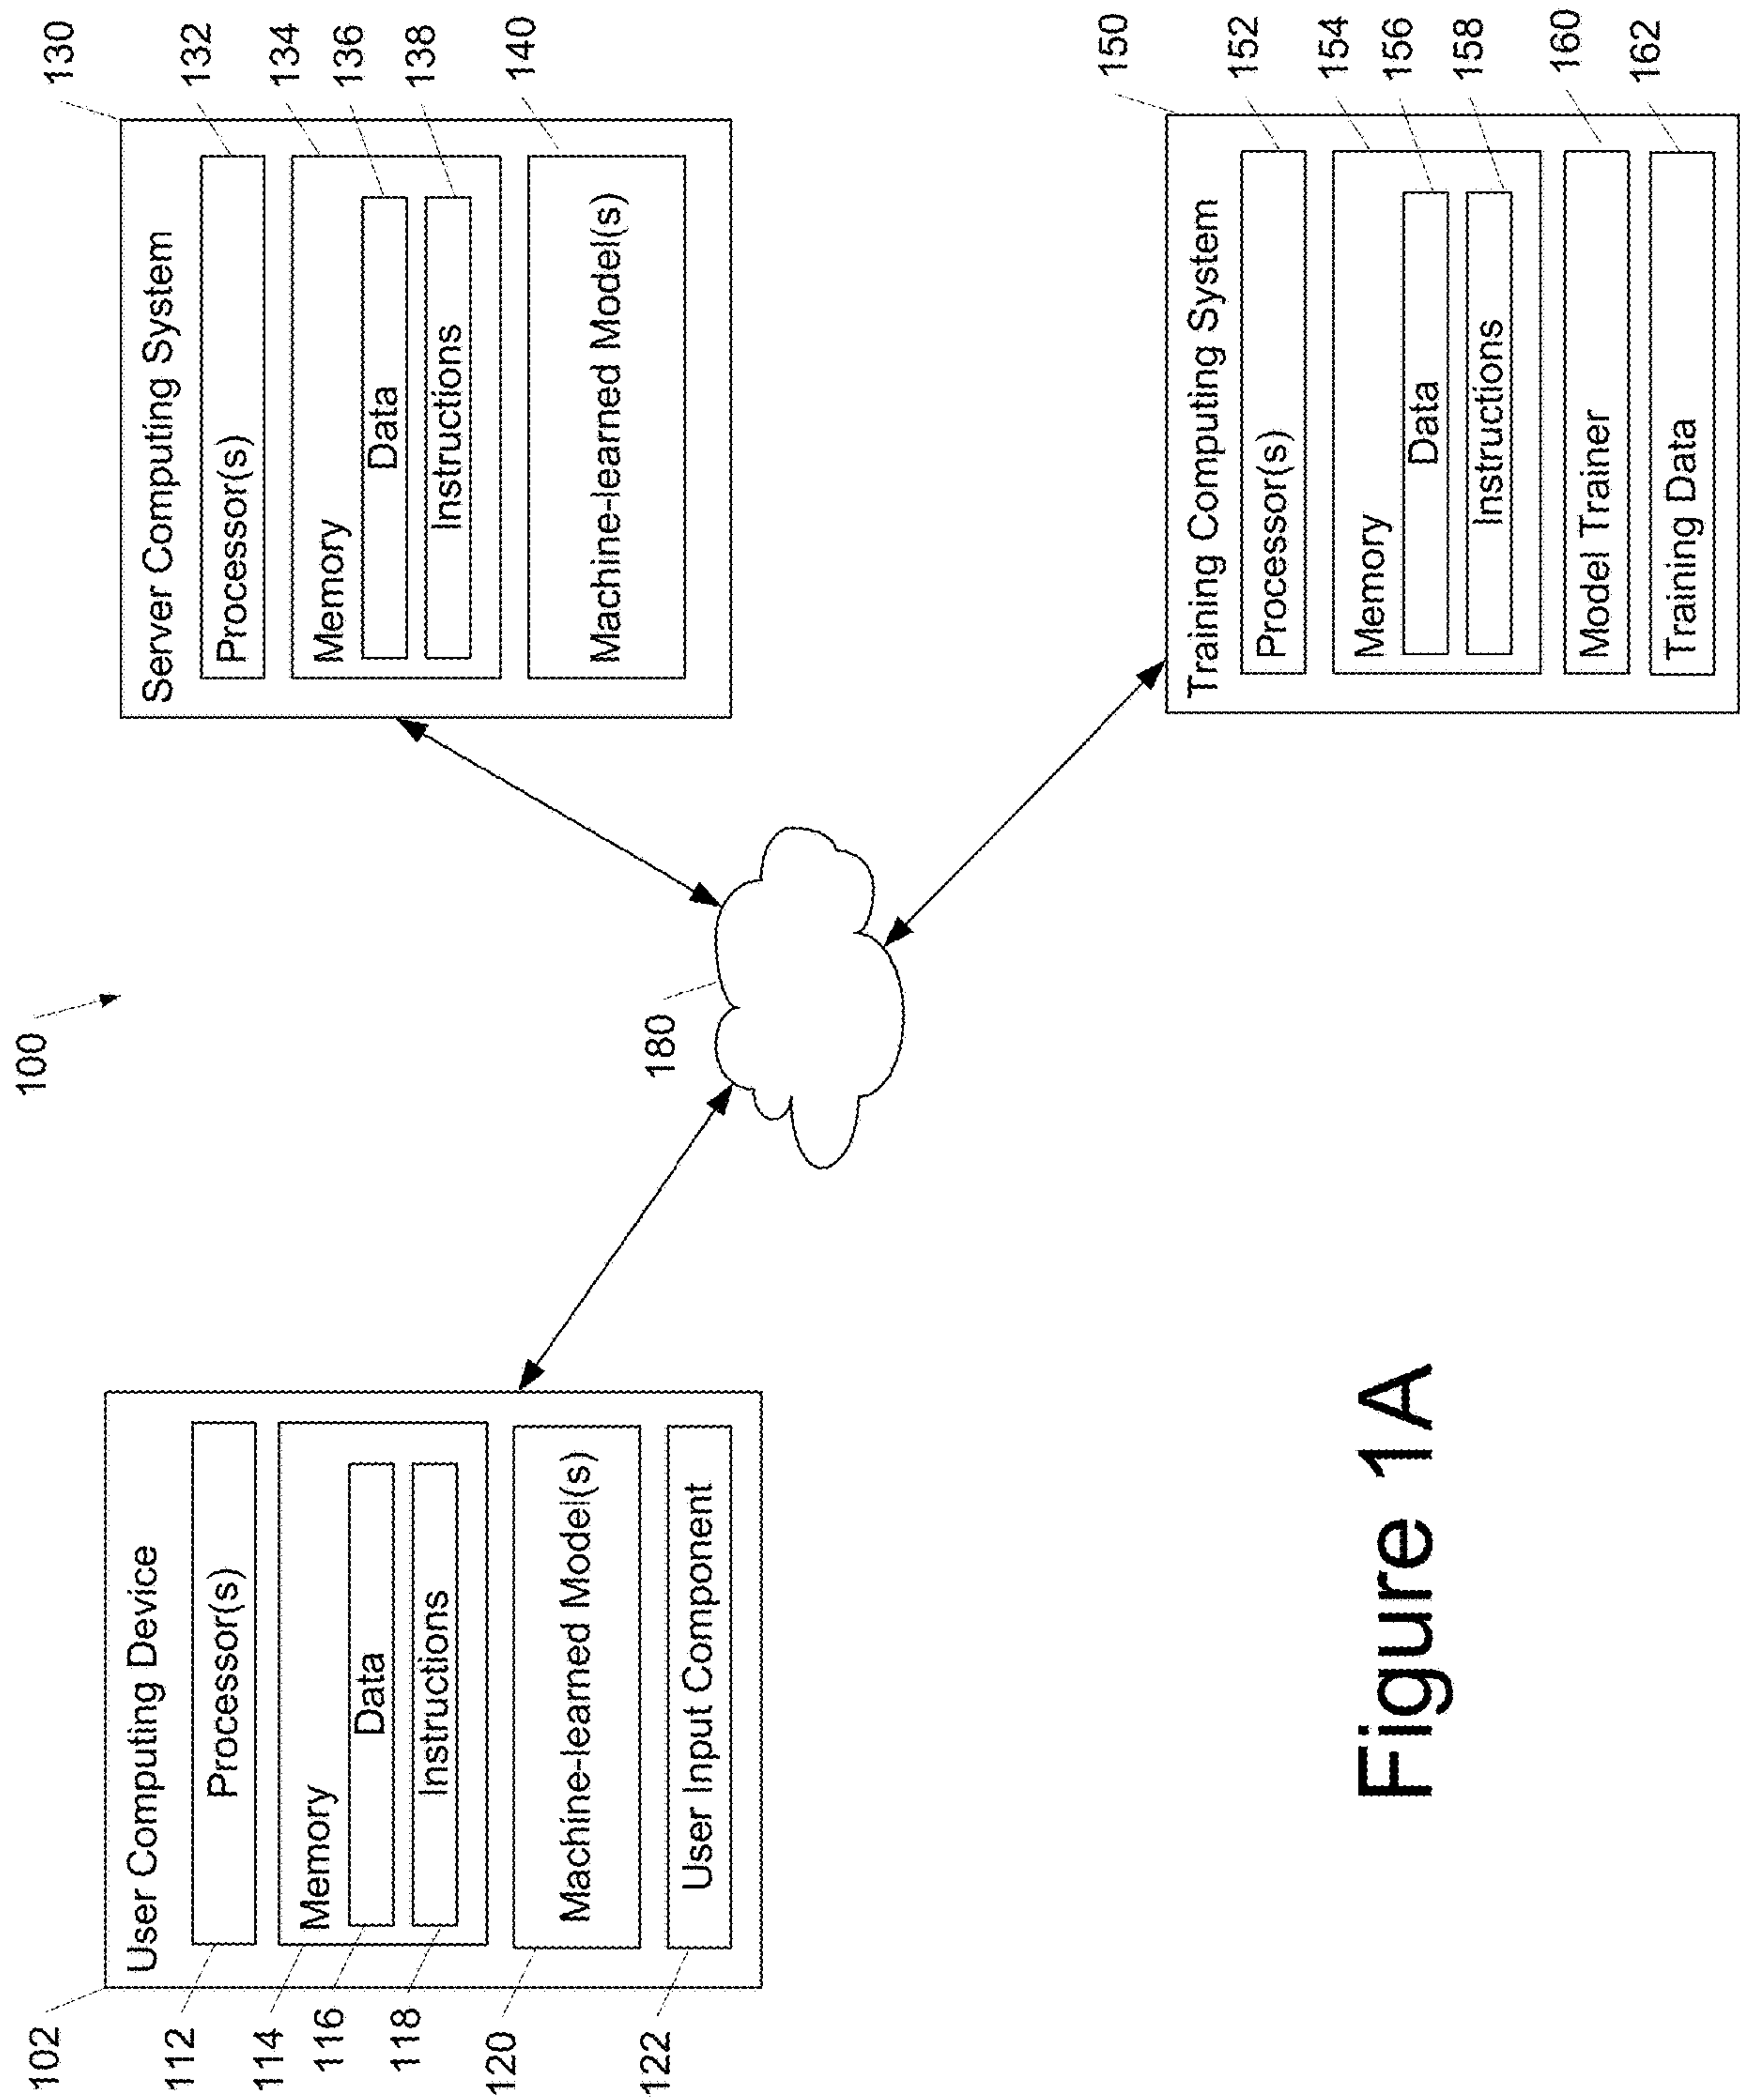 100
102
User Computing Device
112
Processor(s)
114
Memory
116
Data
118
Instructions
120
Machine-learned Model(s)
122
User Input Component
180
130
Server Computing System
132
Processor(s)
134
Memory
136
Data
138
Instructions
140
Machine-learned Model(s)
150
Training Computing System
152
Processor(s)
154
Memory
156
Data
158
Instructions
160
Model Trainer
162
Training Data
Figure 1A